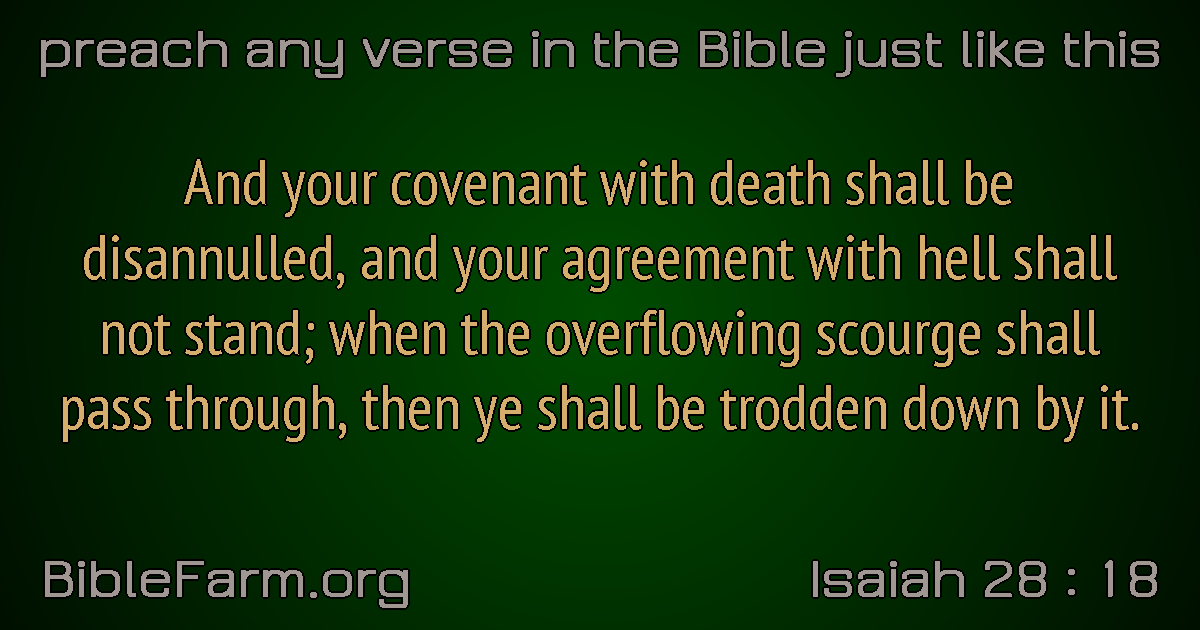 preach any verse in the Bible just like this
And your covenant with death shall be
disannulled, and your agreement with hell shall
not stand; when the overflowing scourge shall
pass through, then ye shall be trodden down by it.
BibleFarm.org
Isaiah 28 : 18